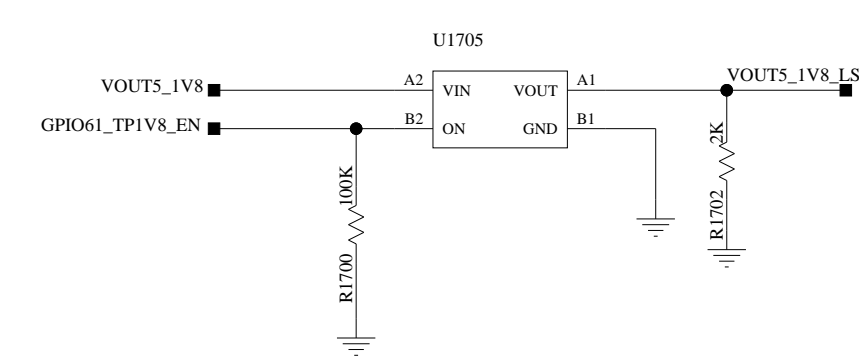 U1705
VOUT5_1V8
A2
VIN
VOUT
A1
VOUT5_1V8_LS
GPIO61_TP1V8_EN
B2
ON
GND
B1
100K
R1700
2K
R1702